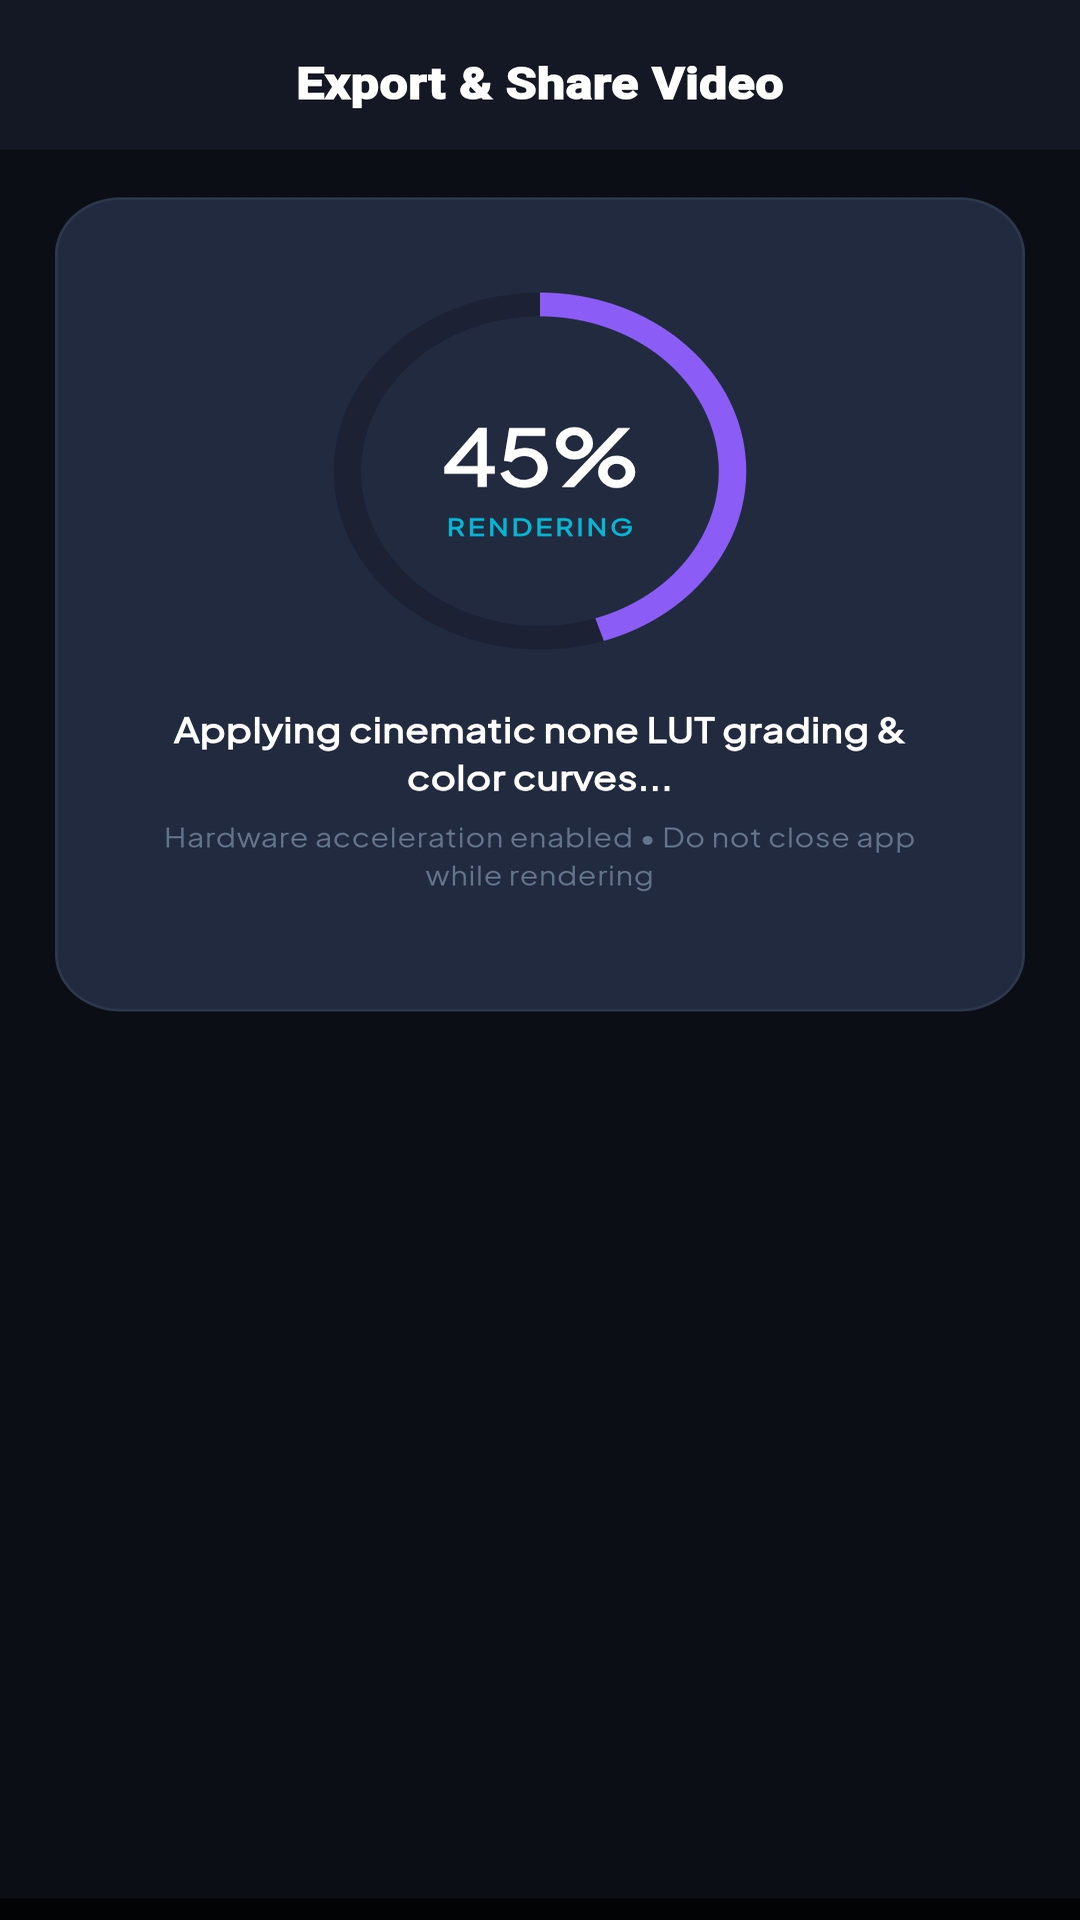 Export & Share Video
45%
RENDERING
Applying cinematic none LUT grading &
color curves...
Hardware acceleration enabled • Do not close app
while rendering